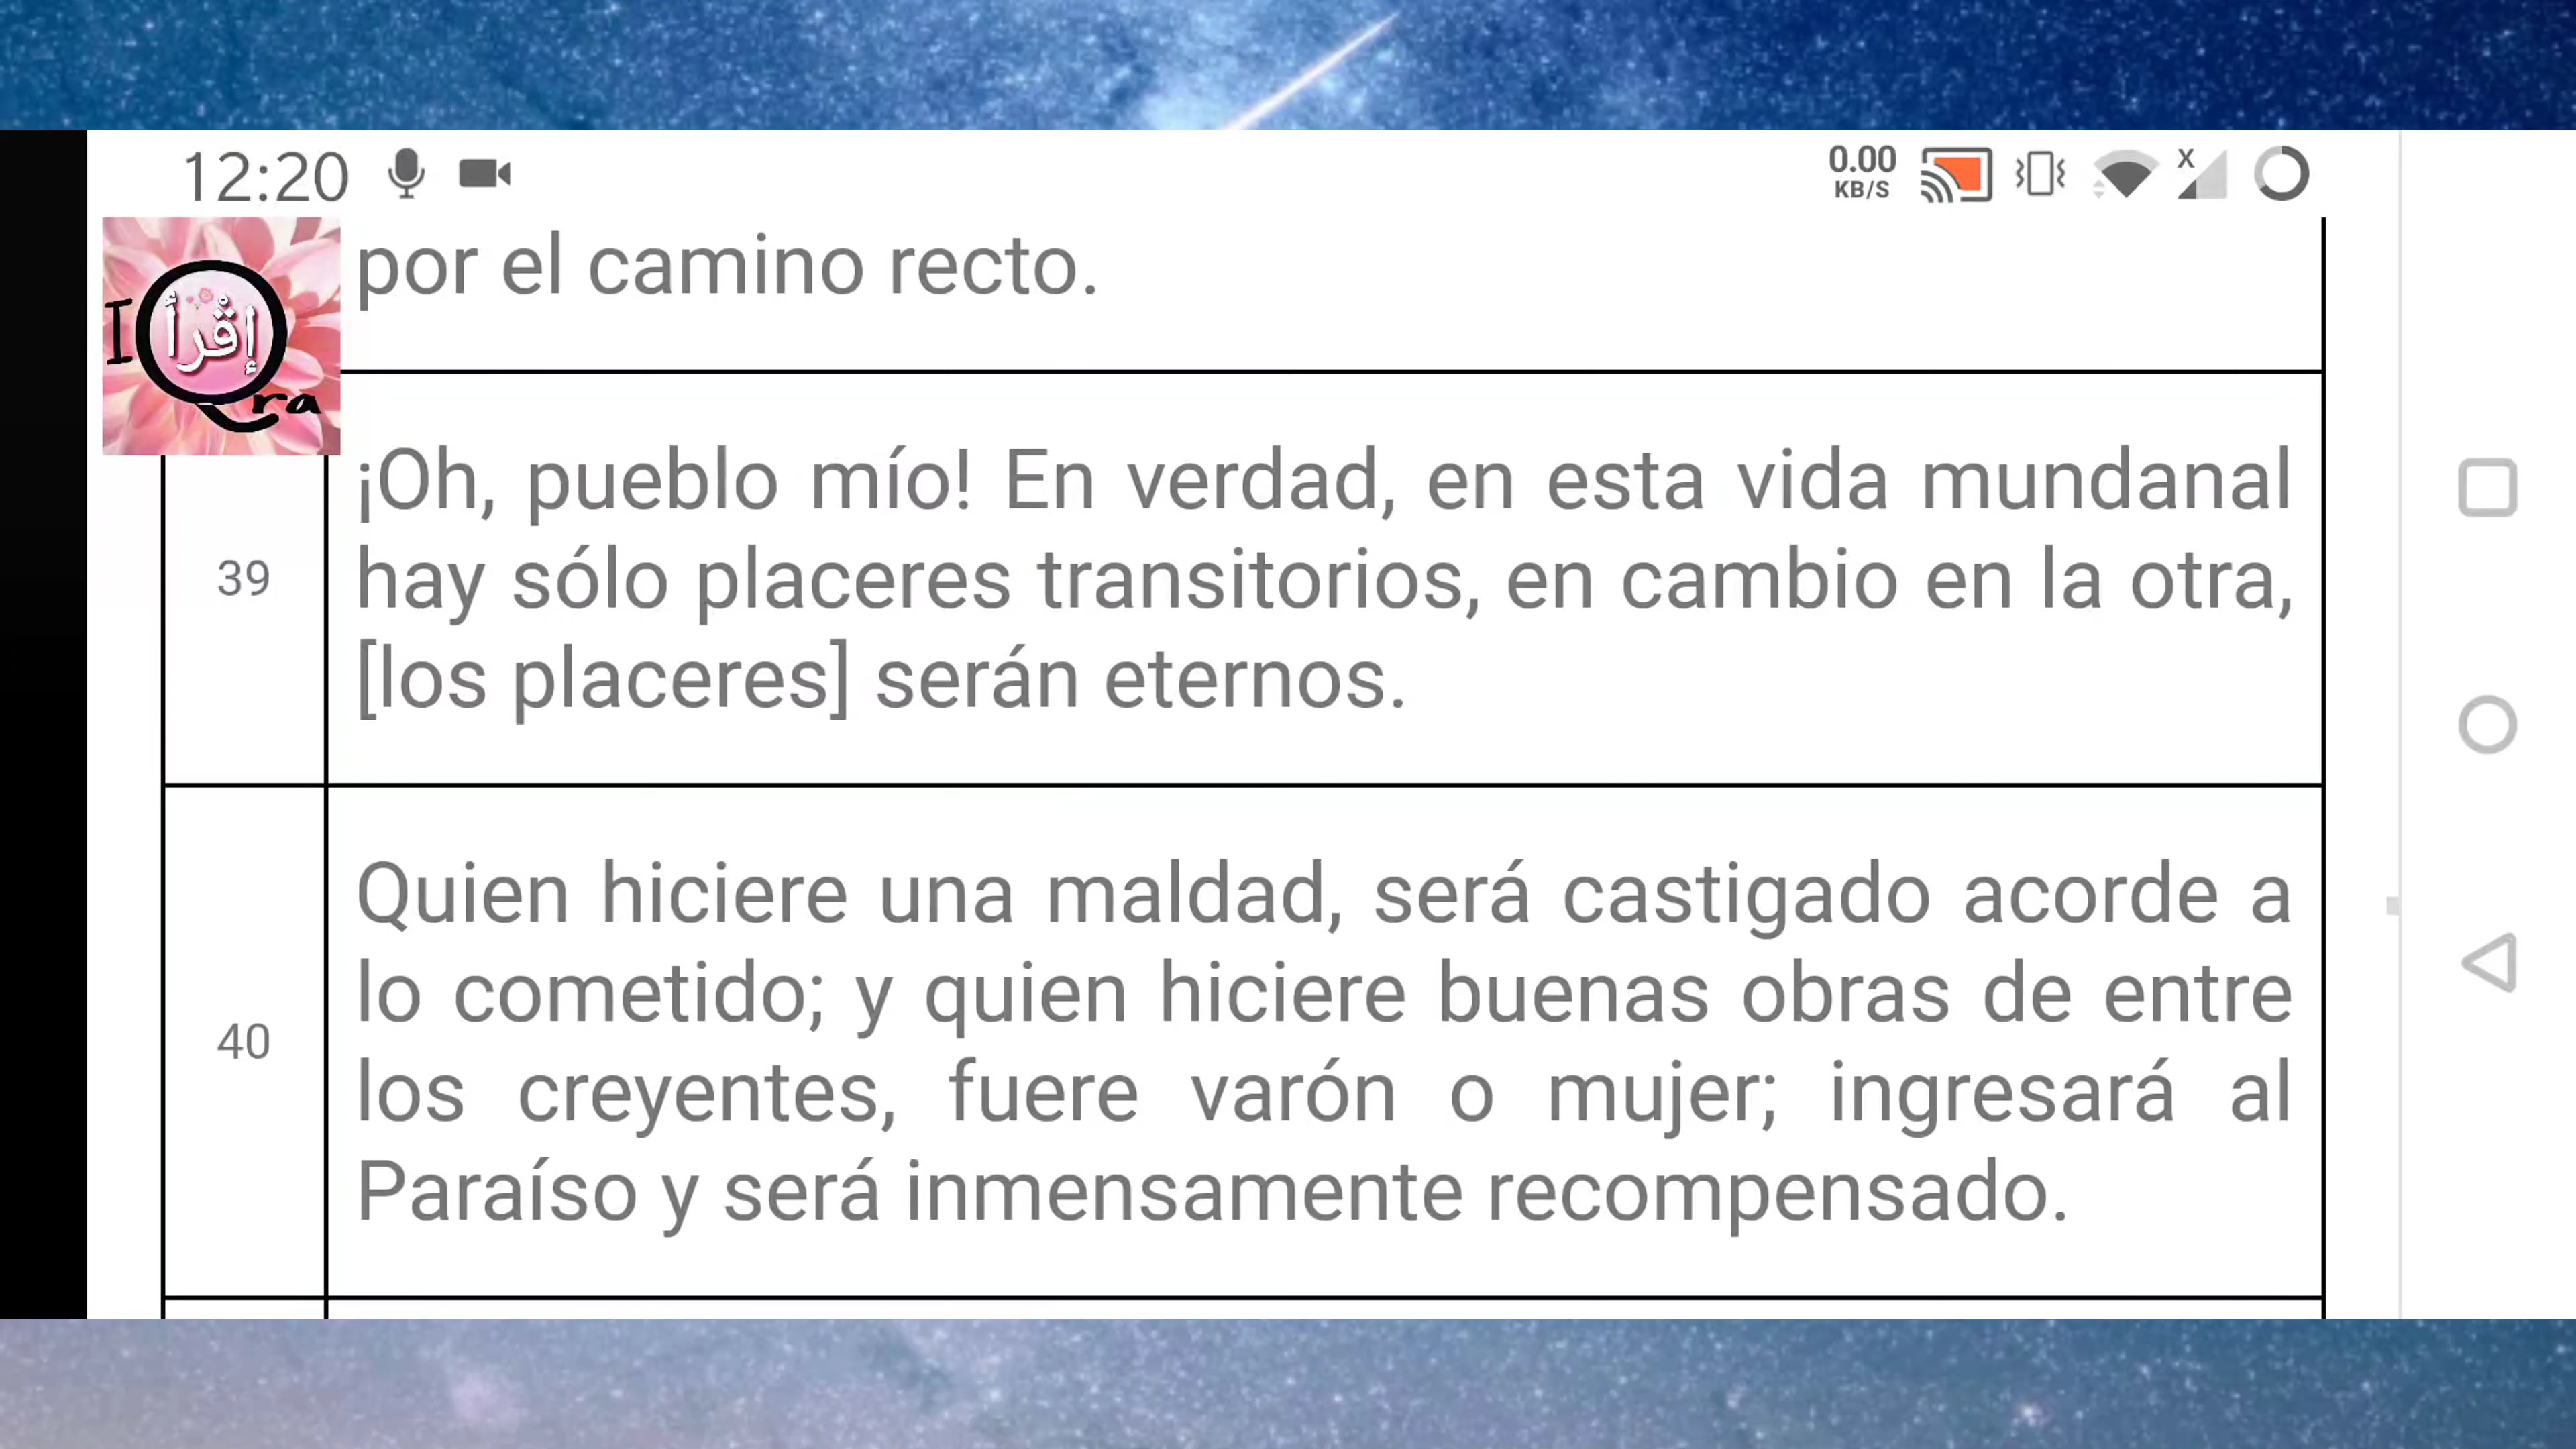 12:20
0.00
KB/S
x
por el camino recto.
I إقرأ
Qra
39
¡Oh, pueblo mío! En verdad, en esta vida mundanal
hay sólo placeres transitorios, en cambio en la otra,
[los placeres] serán eternos.
40
Quien hiciere una maldad, será castigado acorde a
lo cometido; y quien hiciere buenas obras de entre
los creyentes, fuere varón o mujer; ingresará al
Paraíso y será inmensamente recompensado.